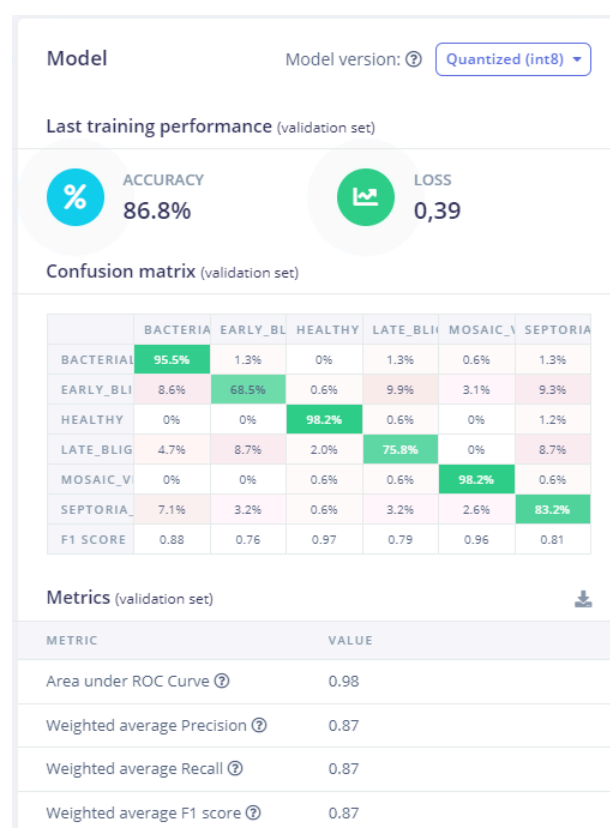 Model
Model version: Quantized (int8)
Last training performance (validation set)
% ACCURACY
86.8%
LOSS
0,39
Confusion matrix (validation set)
BACTERIA EARLY_BL HEALTHY LATE_BLI MOSAIC_V SEPTORIA
BACTERIAL 95.5% 1.3% 0% 1.3% 0.6% 1.3%
EARLY_BLI 8.6% 68.5% 0.6% 9.9% 3.1% 9.3%
HEALTHY 0% 0% 98.2% 0.6% 0% 1.2%
LATE_BLIG 4.7% 8.7% 2.0% 75.8% 0% 8.7%
MOSAIC_VI 0% 0% 0.6% 0.6% 98.2% 0.6%
SEPTORIA_ 7.1% 3.2% 0.6% 3.2% 2.6% 83.2%
F1 SCORE 0.88 0.76 0.97 0.79 0.96 0.81
Metrics (validation set)
METRIC VALUE
Area under ROC Curve 0.98
Weighted average Precision 0.87
Weighted average Recall 0.87
Weighted average F1 score 0.87